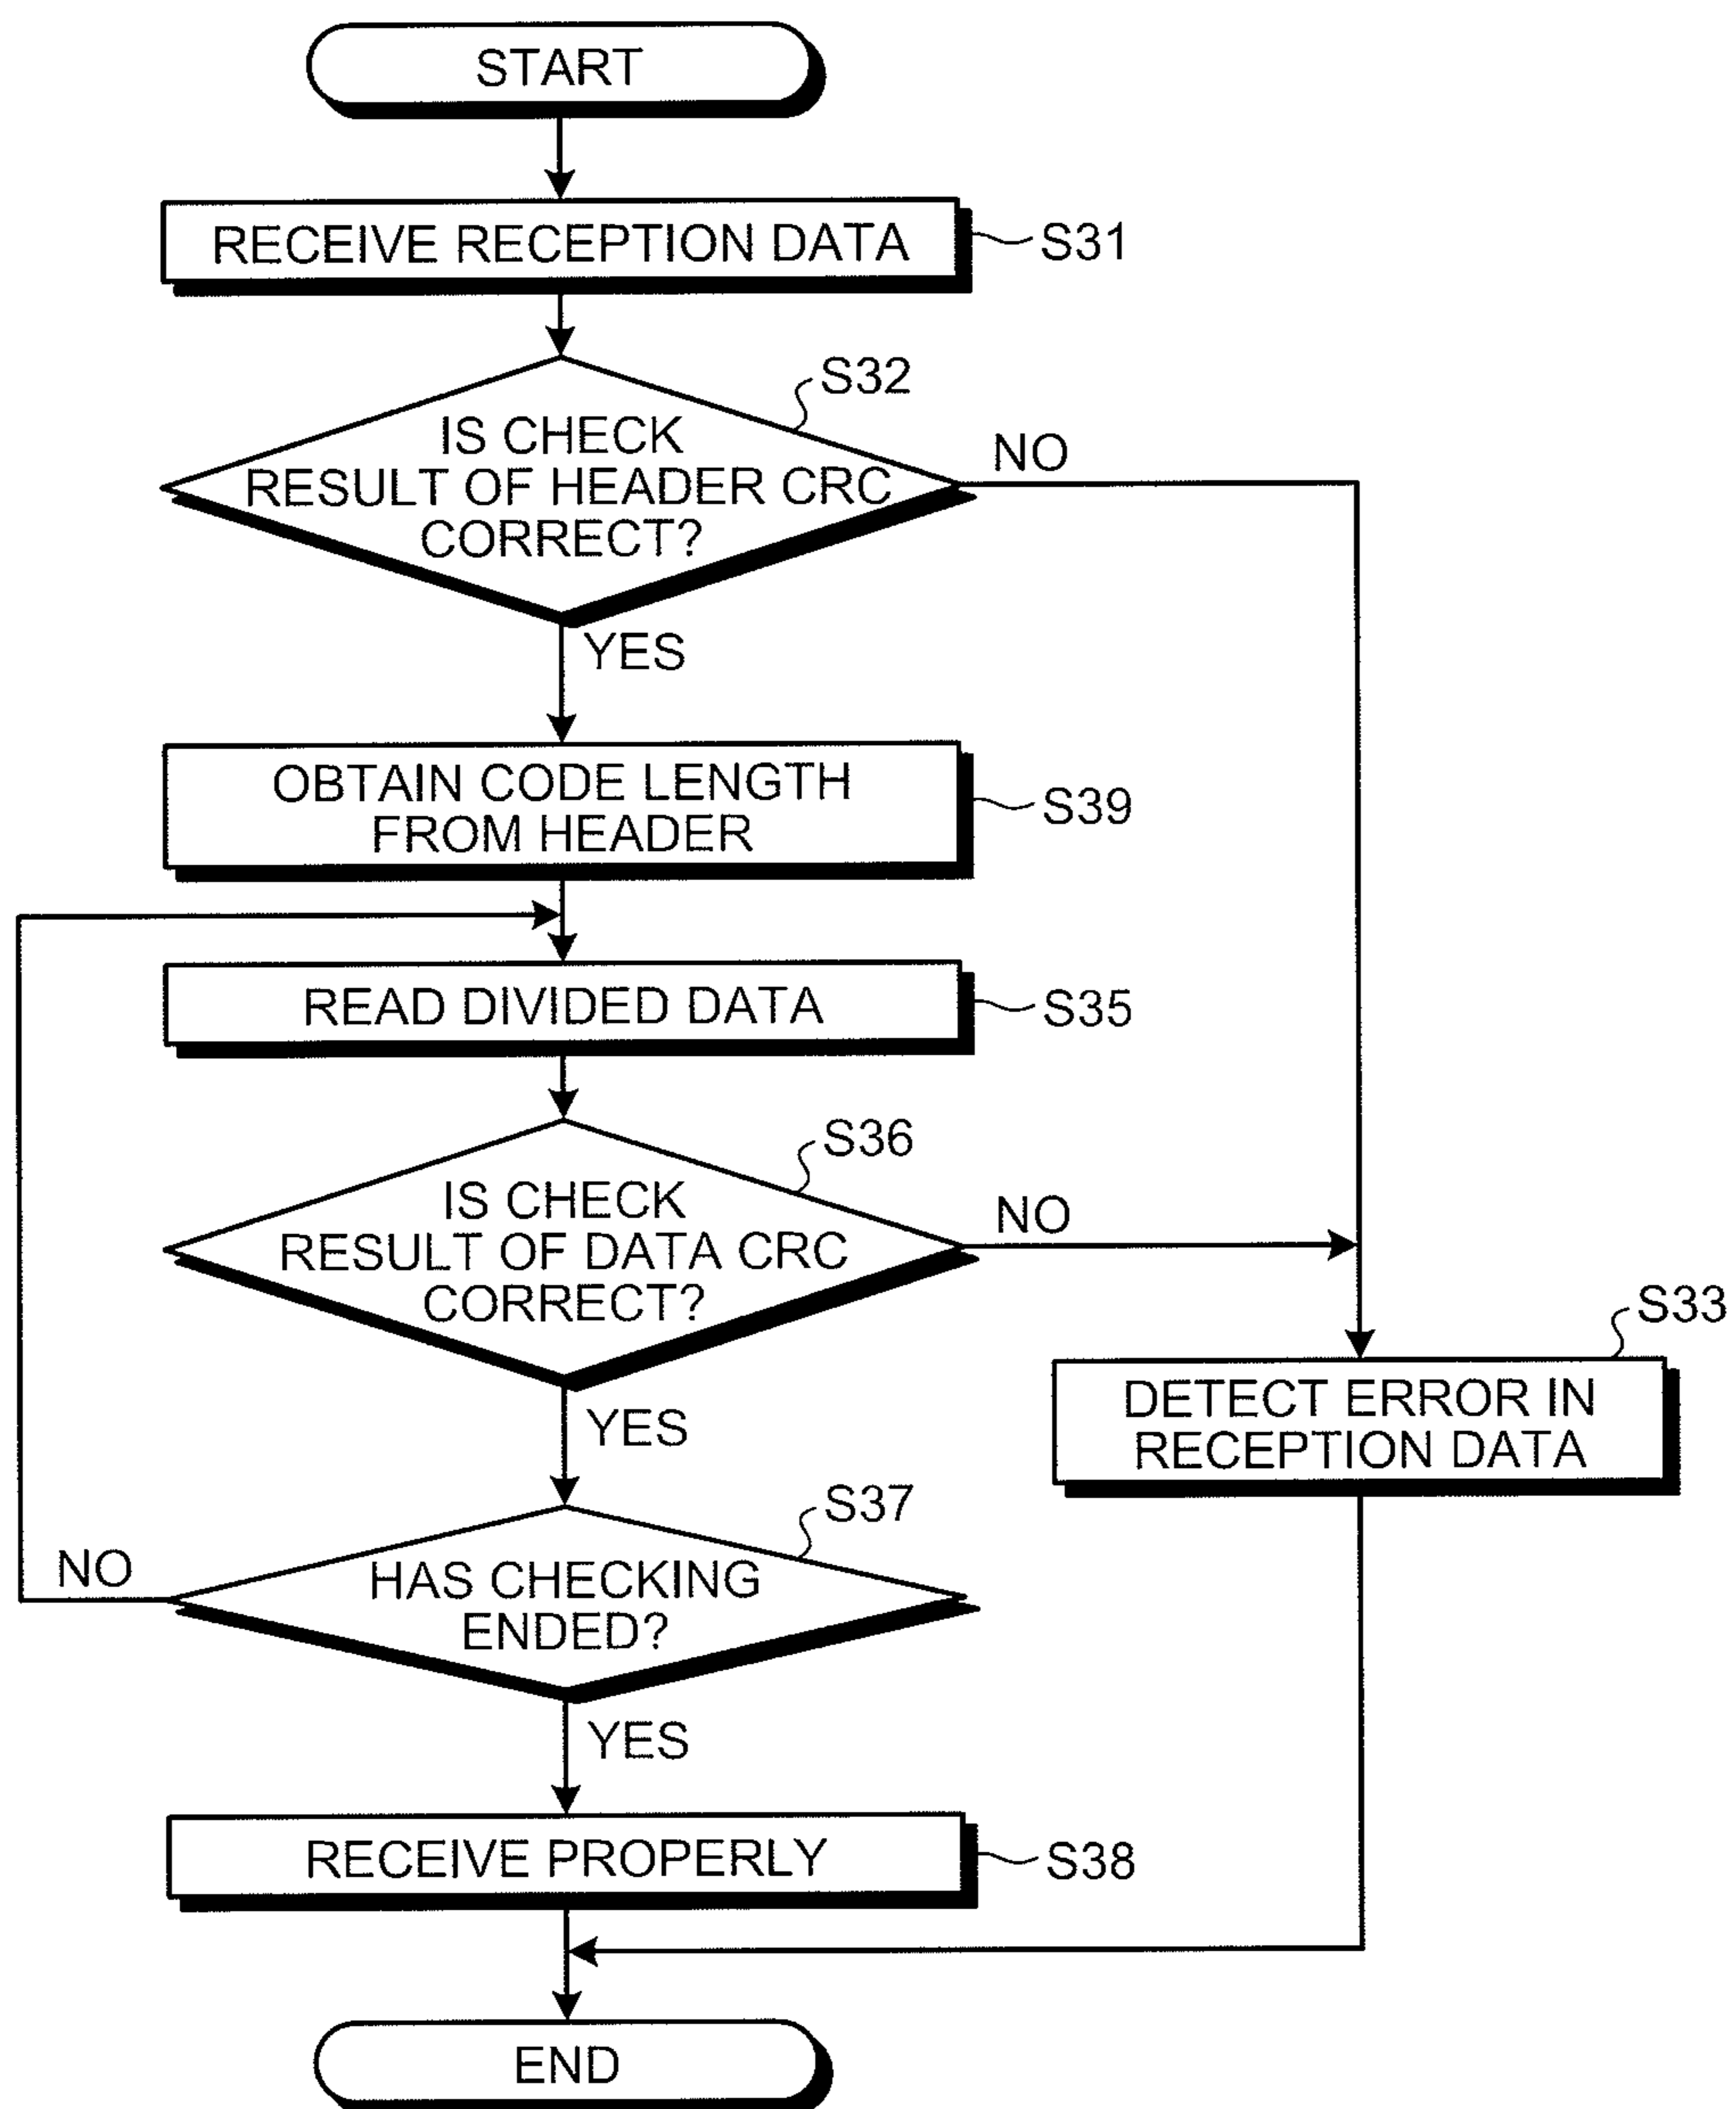 START
RECEIVE RECEPTION DATA
S31
S32
IS CHECK
RESULT OF HEADER CRC
CORRECT?
NO
YES
OBTAIN CODE LENGTH
FROM HEADER
S39
READ DIVIDED DATA
S35
S36
IS CHECK
RESULT OF DATA CRC
CORRECT?
NO
YES
S33
DETECT ERROR IN
RECEPTION DATA
S37
HAS CHECKING
ENDED?
NO
YES
RECEIVE PROPERLY
S38
END